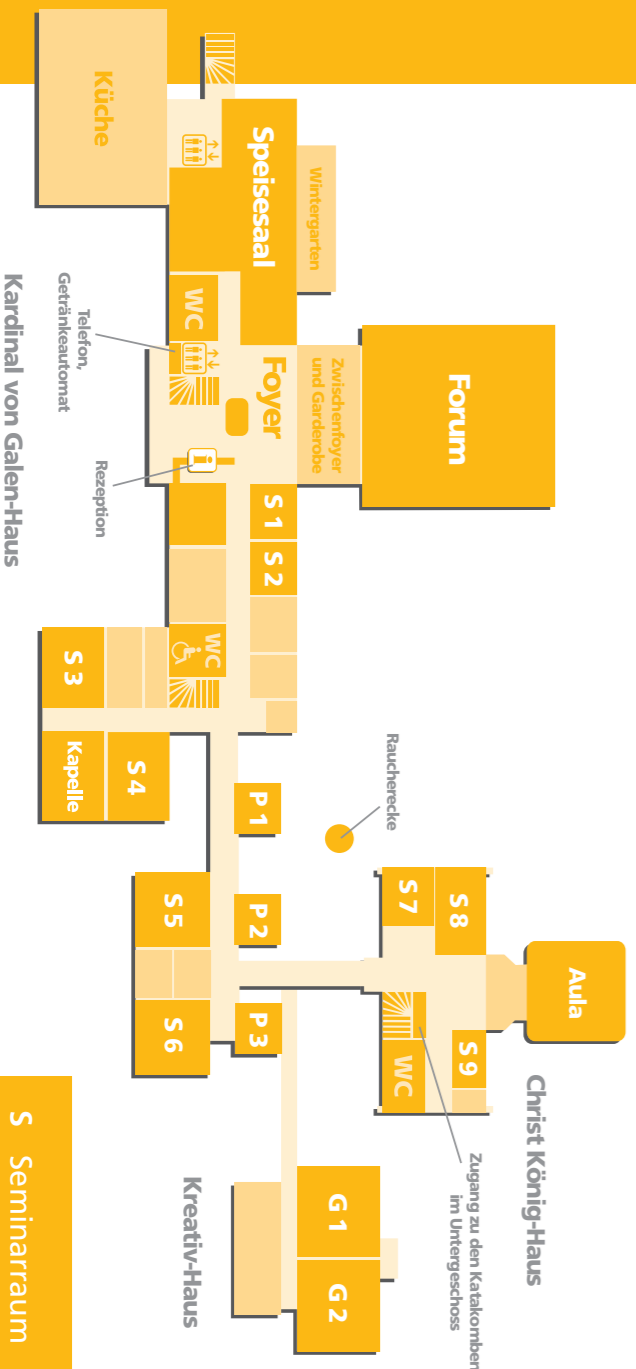 Küche
Speisesaal
Wintergarten
WC
Telefon,
Getränkeautomat
Kardinal von Galen-Haus
Foyer
Zwischenfoyer
und Garderobe
Forum
Rezeption
S 1
S 2
WC
S 3
Kapelle
S 4
P 1
Raucherecke
S 5
P 2
S 6
P 3
S 7
S 8
Aula
S 9
WC
Christ König-Haus
Zugang zu den Katakomben
im Untergeschoss
G 1
G 2
Kreativ-Haus
S Seminarraum